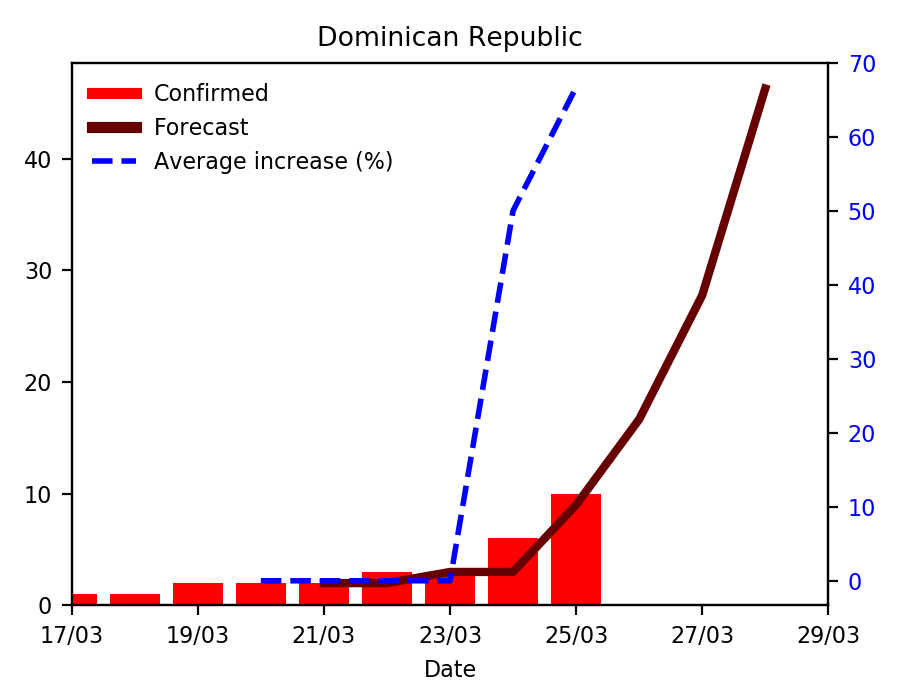 Dominican Republic
Confirmed
Forecast
Average increase (%)
40
30
20
10
0
70
60
50
40
30
20
10
0
17/03 19/03 21/03 23/03 25/03 27/03 29/03
Date